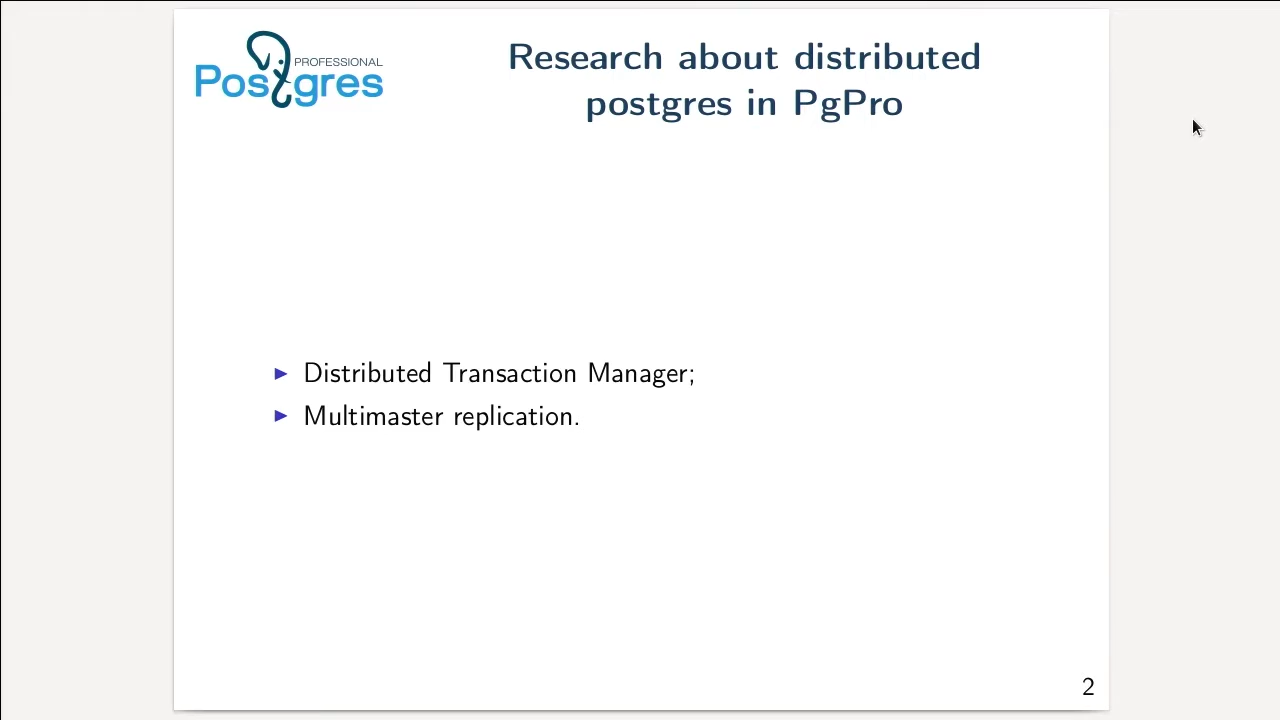 PROFESSIONAL
Postgres
Research about distributed
postgres in PgPro
Distributed Transaction Manager;
Multimaster replication.
2